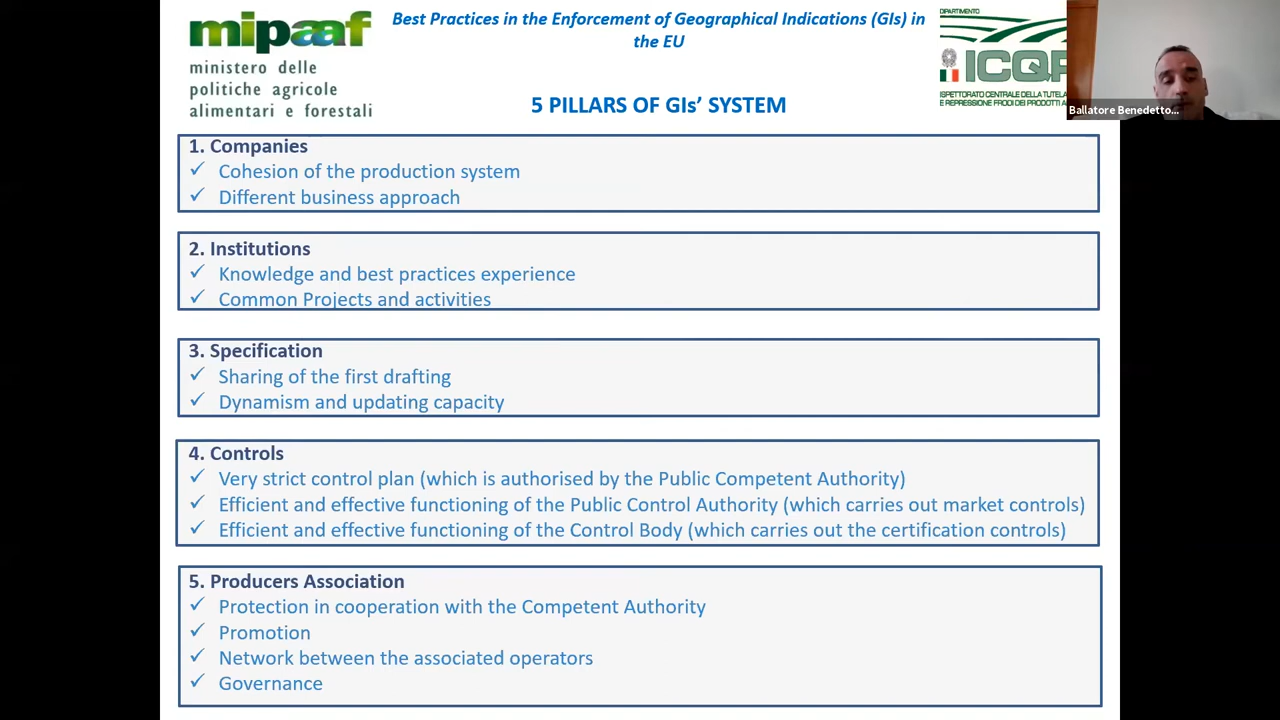 mipaaf
ministero delle
politiche agricole
alimentari e forestali
Best Practices in the Enforcement of Geographical Indications (GIs) in
the EU
DIPARTIMENTO
ICQR
ISPETTORATO CENTRALE DELLA TUTELA
E REPRESSIONE FRODI DEI PRODOTTI A
Ballatore Benedetto...
5 PILLARS OF GIs' SYSTEM
1. Companies
✓ Cohesion of the production system
✓ Different business approach
2. Institutions
✓ Knowledge and best practices experience
✓ Common Projects and activities
3. Specification
✓ Sharing of the first drafting
✓ Dynamism and updating capacity
4. Controls
✓ Very strict control plan (which is authorised by the Public Competent Authority)
✓ Efficient and effective functioning of the Public Control Authority (which carries out market controls)
✓ Efficient and effective functioning of the Control Body (which carries out the certification controls)
5. Producers Association
✓ Protection in cooperation with the Competent Authority
✓ Promotion
✓ Network between the associated operators
✓ Governance